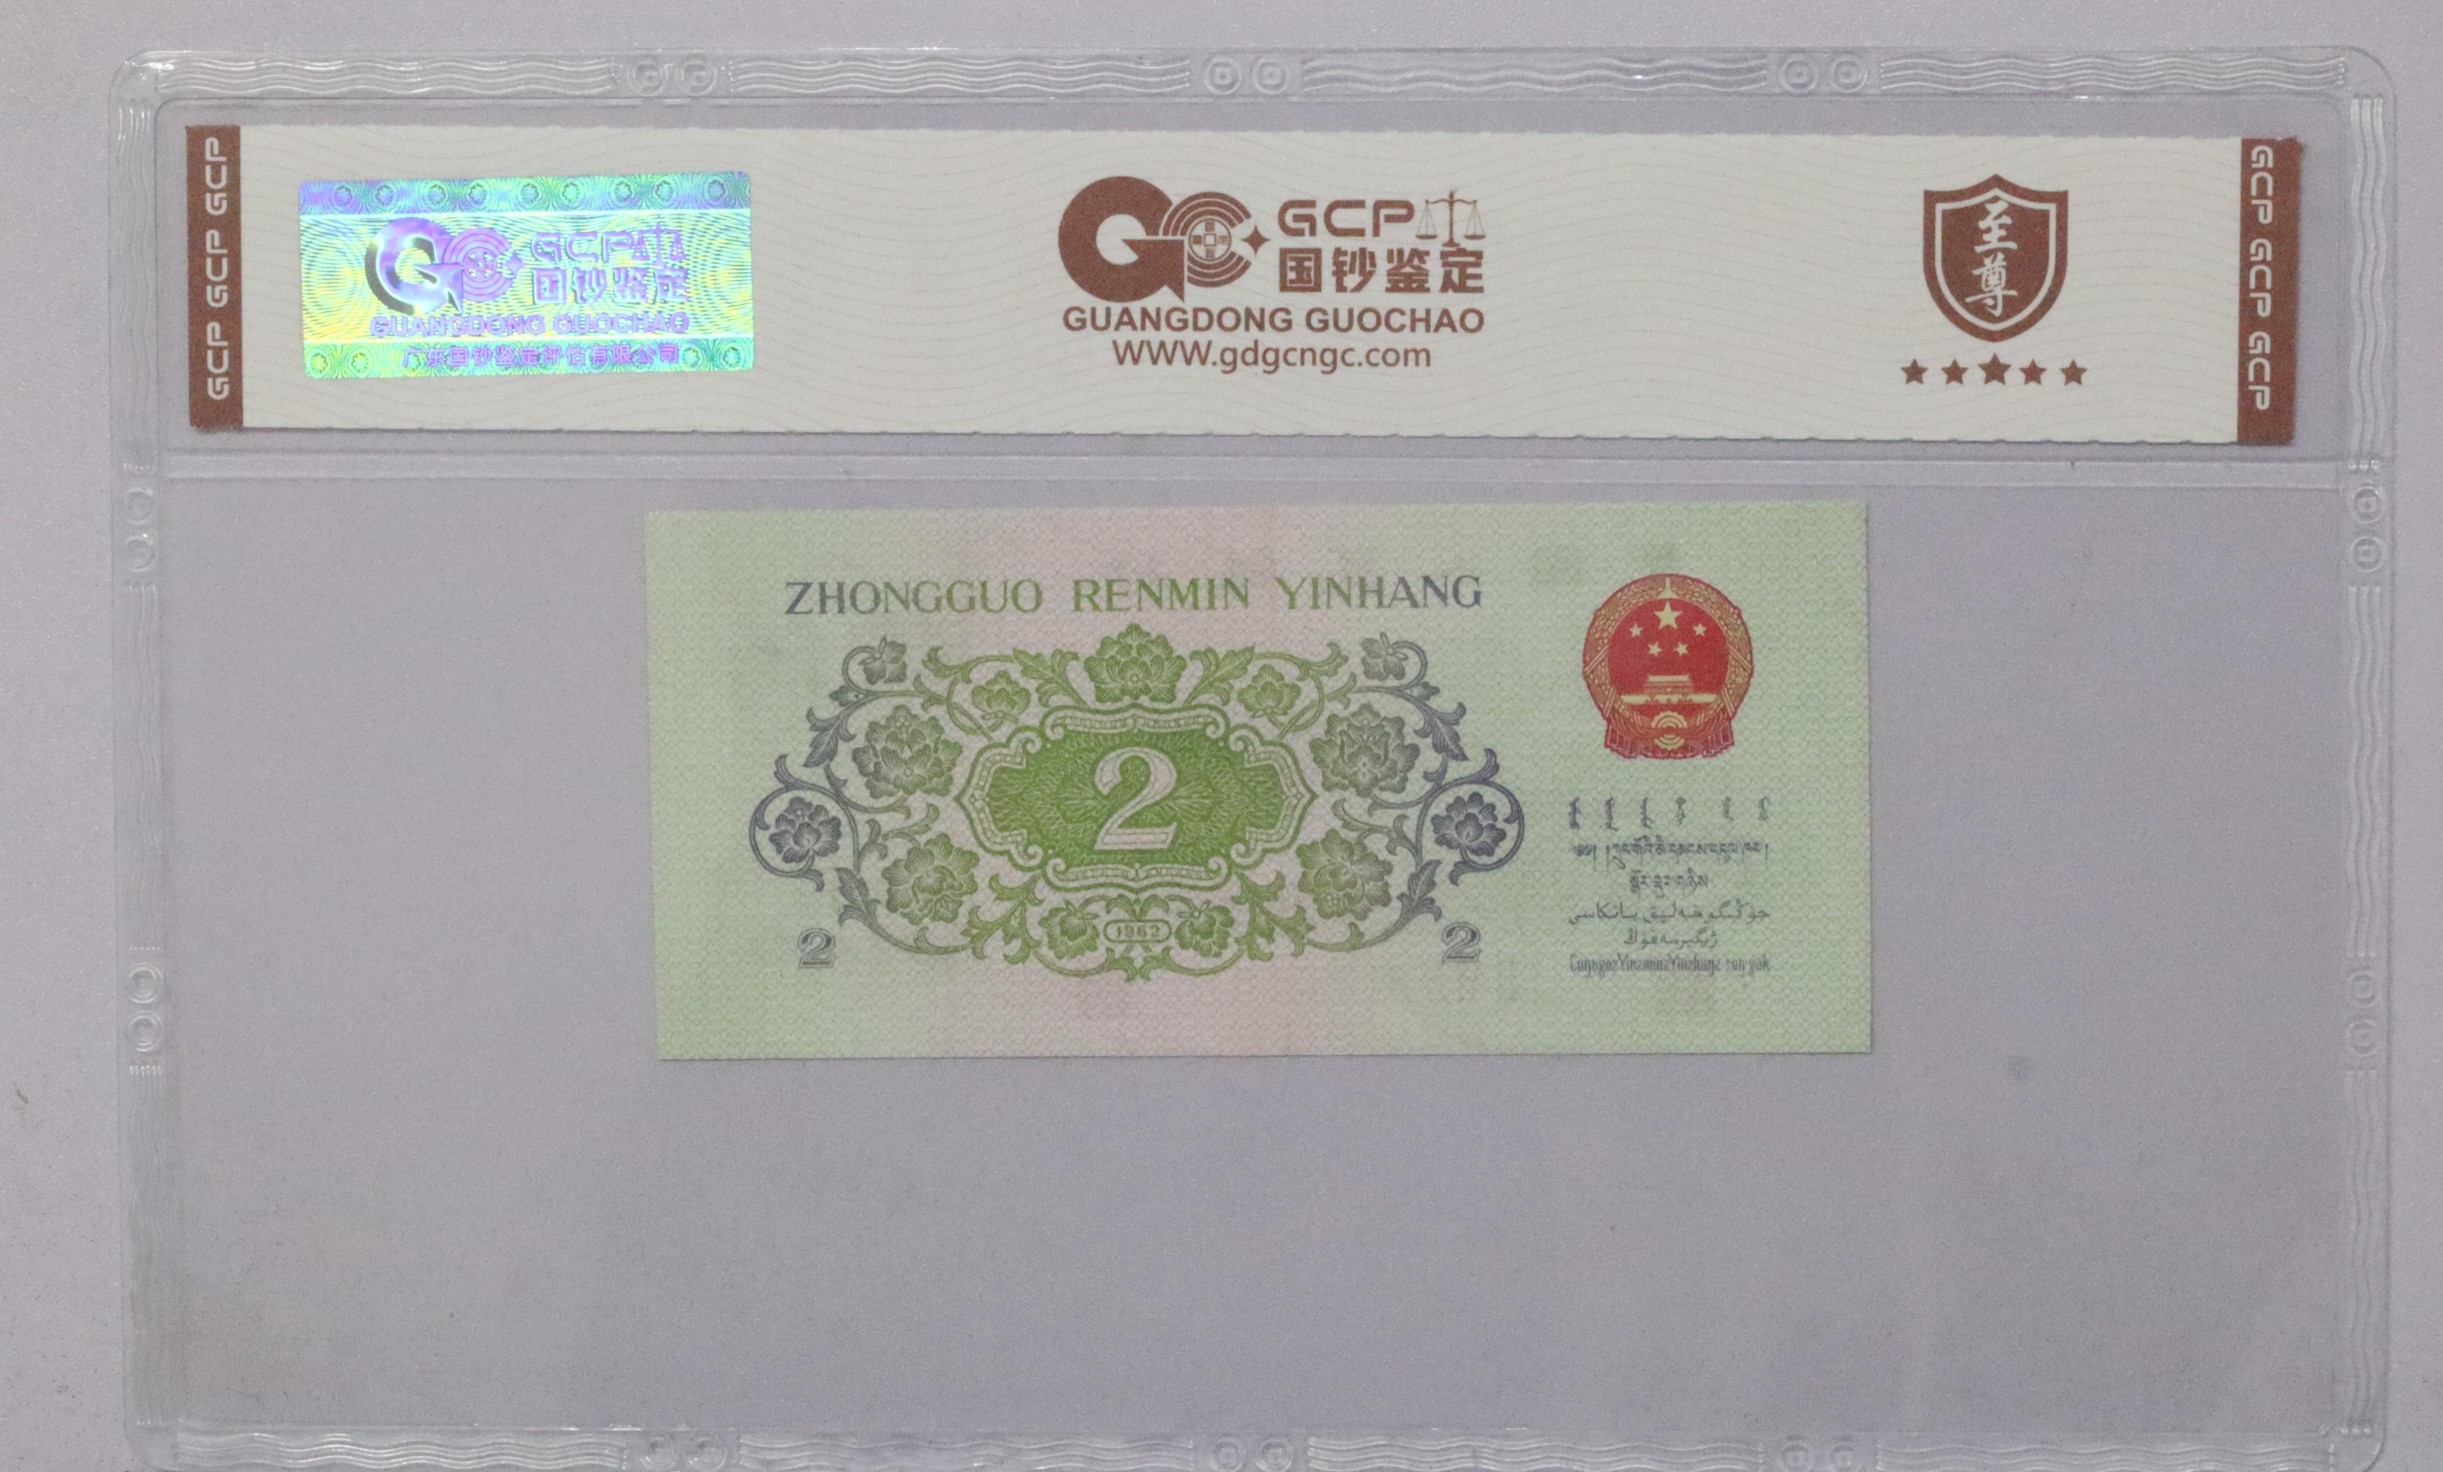 GCP GCP GCP
GCP
国钞鉴定
GUANGDONG GUOCHAO
广东国钞鉴定评估有限公司
GCP
国钞鉴定
GUANGDONG GUOCHAO
WWW.gdgcngc.com
至尊
GCP GCP GCP
ZHONGGUO RENMIN YINHANG
2
1962
2
2